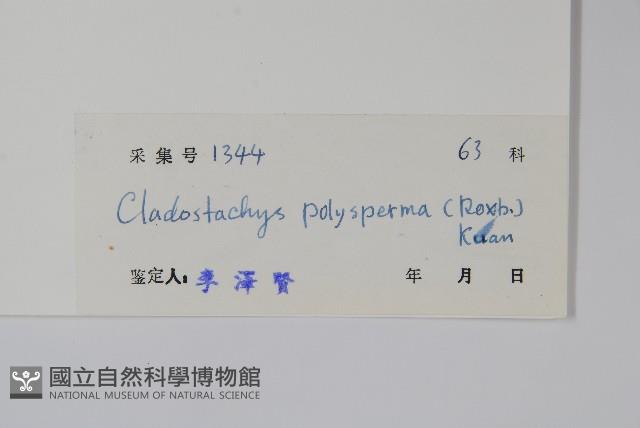 采集号 1344 63 科
Cladostachys polysperma (Roxb.)
Kuan
鉴定人: 李泽贤 年 月 日
國立自然科學博物館
NATIONAL MUSEUM OF NATURAL SCIENCE